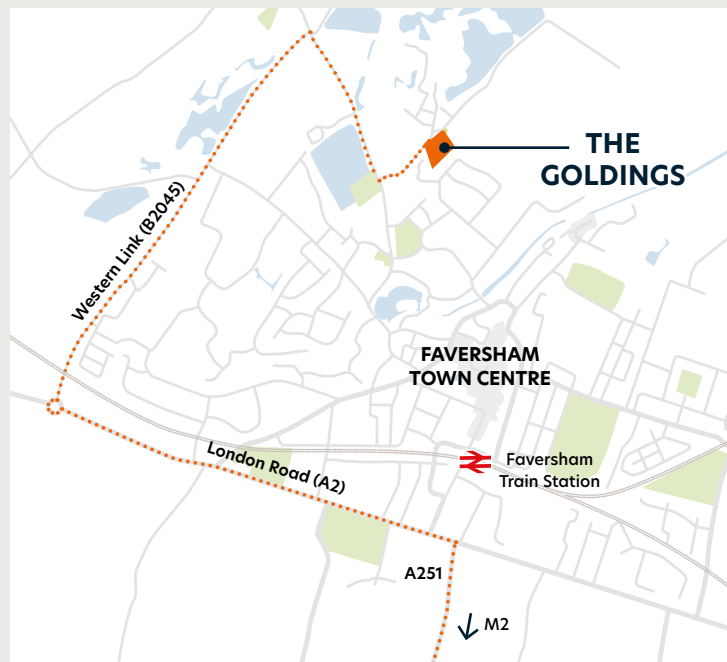 THE
GOLDINGS
Western Link (B2045)
FAVERSHAM
TOWN CENTRE
London Road (A2)
Faversham
Train Station
A251
M2